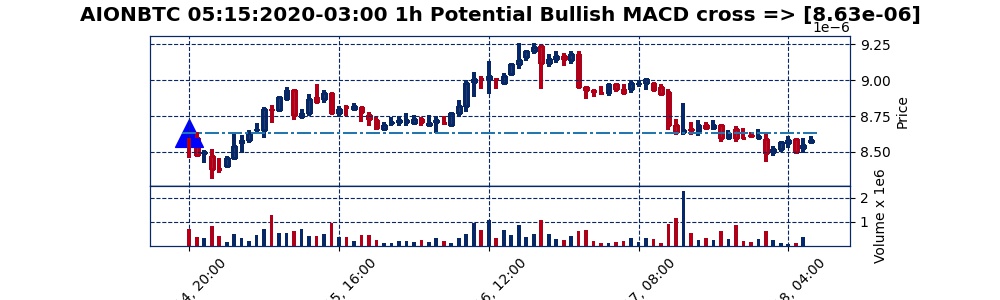 AIONBTC 05:15:2020-03:00 1h Potential Bullish MACD cross => [8.63e-06]
1e−6
9.25
9.00
8.75
8.50
Price
2
1
Volume x 1e6
4, 20:00
5, 16:00
6, 12:00
7, 08:00
8, 04:00